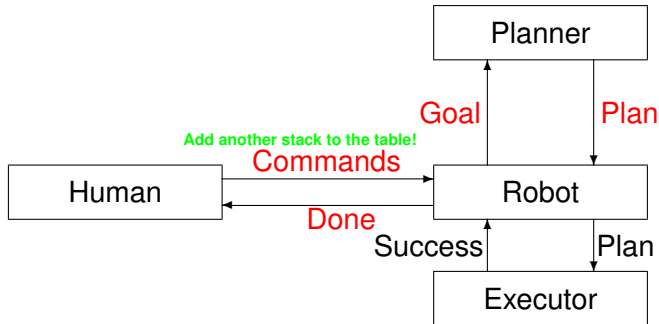 Planner
Goal
Plan
Add another stack to the table!
Commands
Human
Robot
Done
Success
Plan
Executor